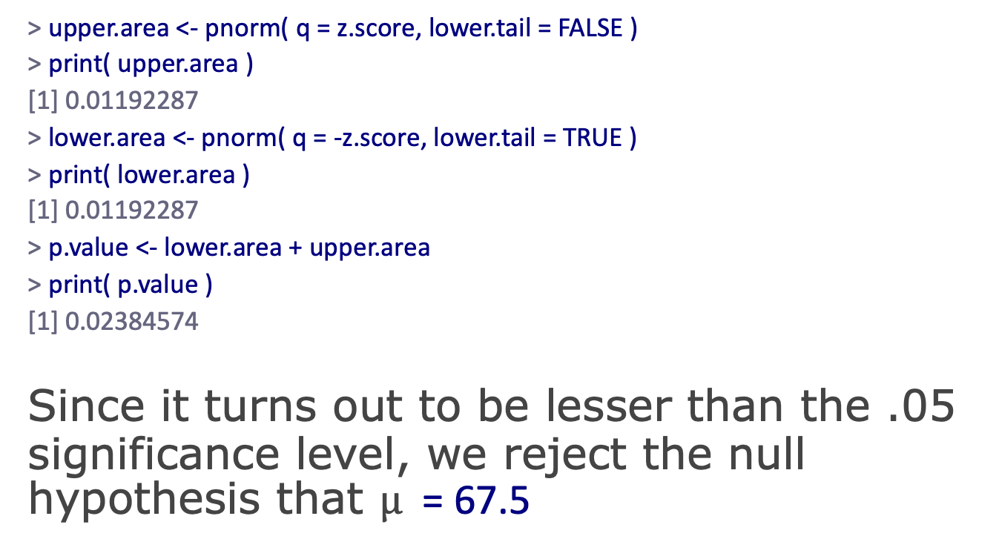 > upper.area <- pnorm( q = z.score, lower.tail = FALSE )
> print( upper.area )
[1] 0.01192287
> lower.area <- pnorm( q = -z.score, lower.tail = TRUE )
> print( lower.area )
[1] 0.01192287
> p.value <- lower.area + upper.area
> print( p.value )
[1] 0.02384574
Since it turns out to be lesser than the .05
significance level, we reject the null
hypothesis that μ = 67.5